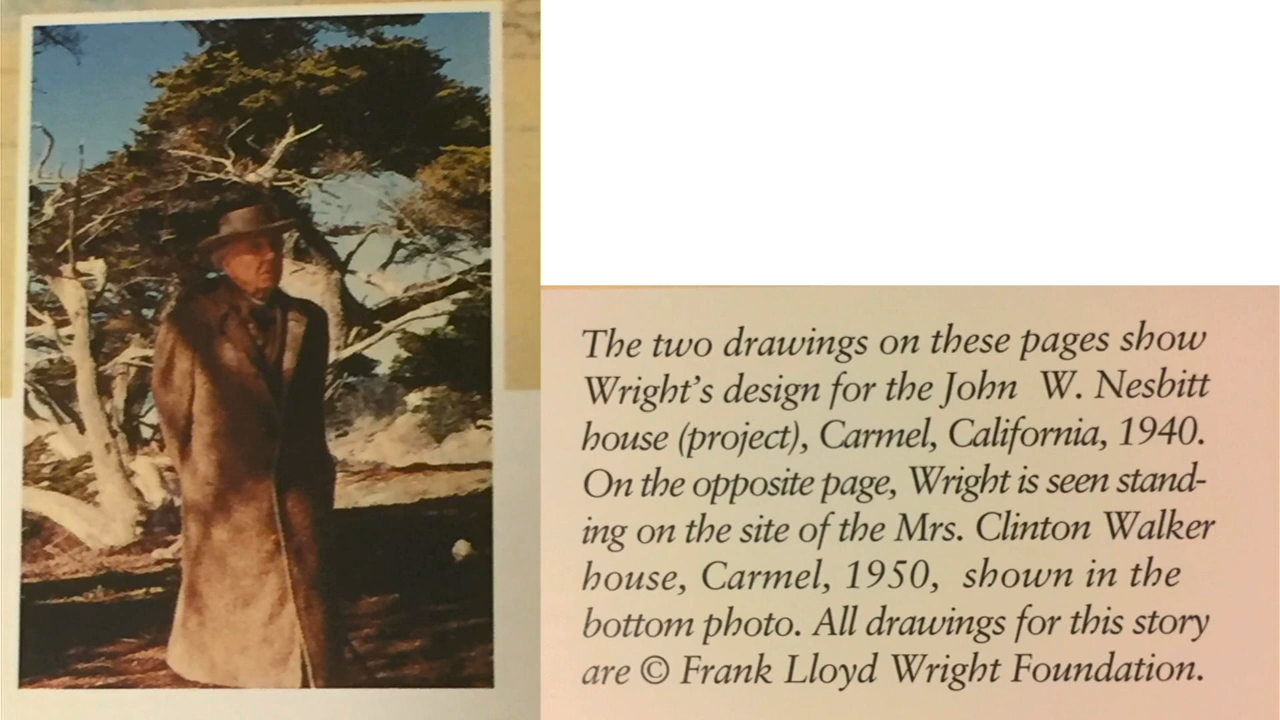 The two drawings on these pages show
Wright's design for the John W. Nesbitt
house (project), Carmel, California, 1940.
On the opposite page, Wright is seen stand-
ing on the site of the Mrs. Clinton Walker
house, Carmel, 1950, shown in the
bottom photo. All drawings for this story
are © Frank Lloyd Wright Foundation.